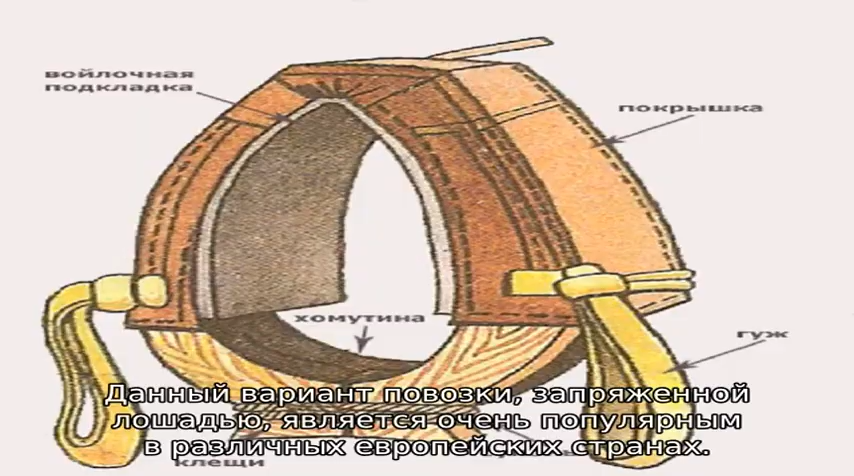 войлочная
подкладка
покрышка
хомутина
гуж
Данный вариант повозки, запряженной
лошадью, является очень популярным
в различных европейских странах.
клещи